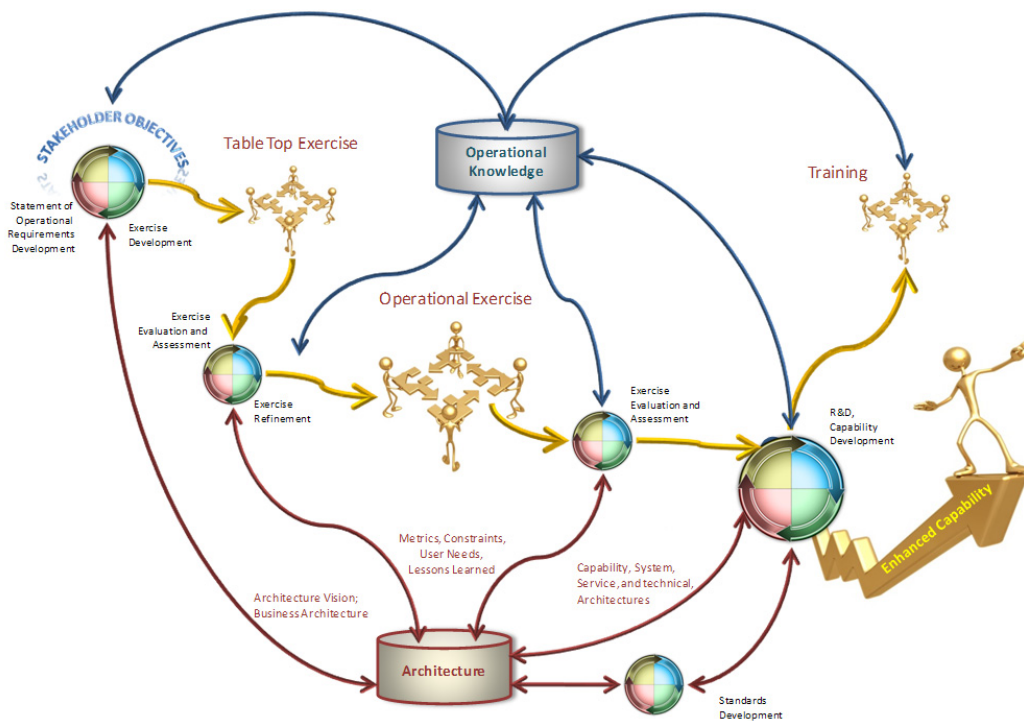 STAKEHOLDER OBJECTIVES
Table Top Exercise
Operational
Knowledge
Training
Statement of
Operational
Requirements
Development
Exercise
Development
Operational Exercise
Exercise
Evaluation and
Assessment
Exercise
Refinement
Exercise
Evaluation and
Assessment
R&D,
Capability
Development
Enhanced Capability
Metrics, Constraints,
User Needs,
Lessons Learned
Capability, System,
Service, and technical,
Architectures
Architecture Vision;
Business Architecture
Architecture
Standards
Development